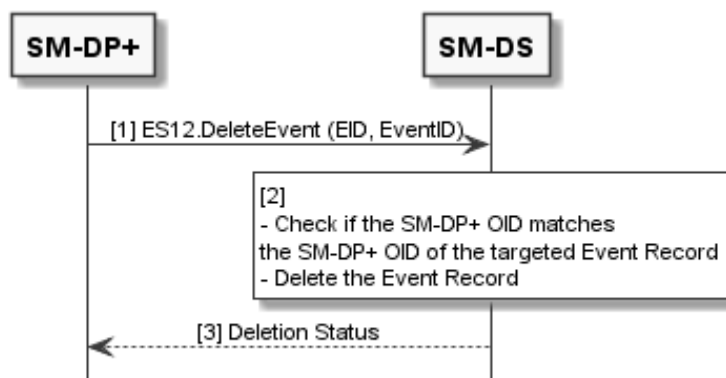 SM-DP+
SM-DS
[1] ES12.DeleteEvent (EID, EventID)
[2]
- Check if the SM-DP+ OID matches
the SM-DP+ OID of the targeted Event Record
- Delete the Event Record
[3] Deletion Status